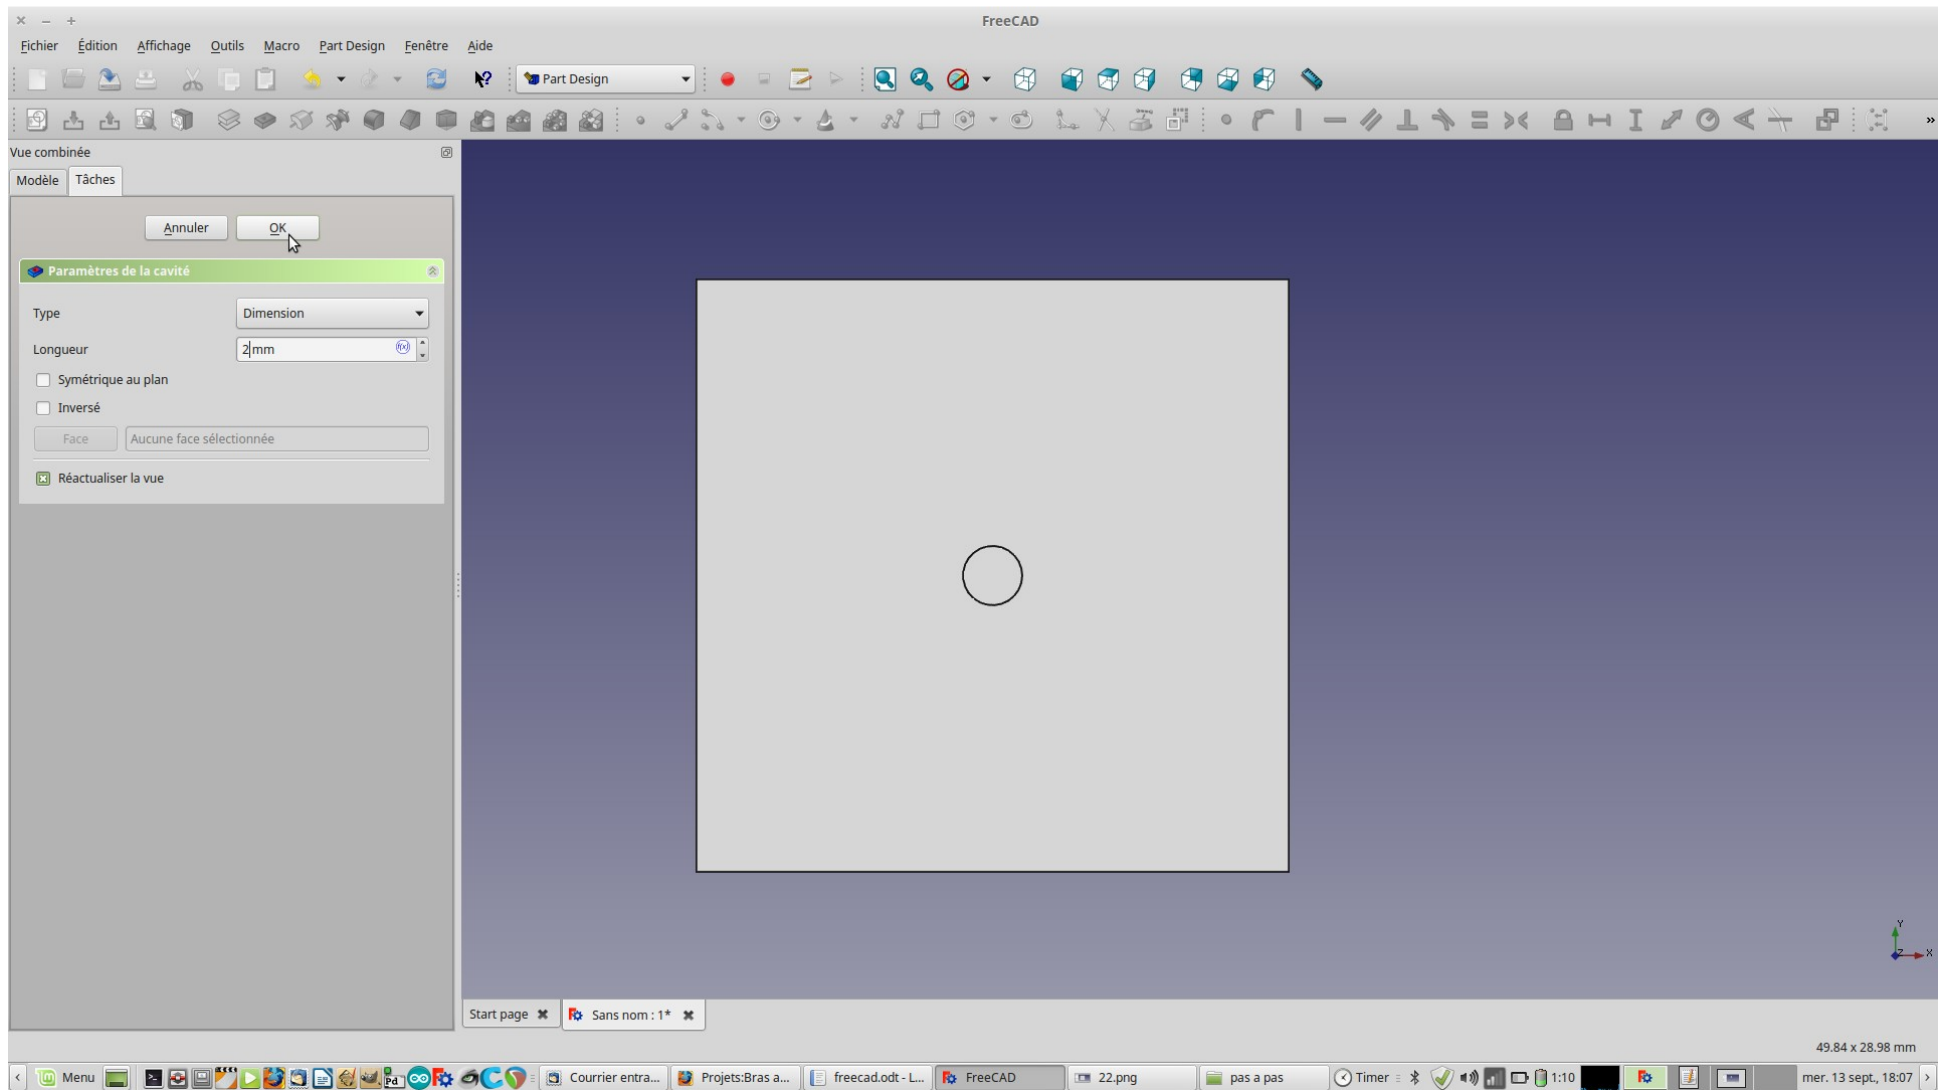 FreeCAD
Fichier Édition Affichage Outils Macro Part Design Fenêtre Aide
Part Design
»
Vue combinée
Modèle Tâches
Annuler OK
Paramètres de la cavité
Type Dimension
Longueur 2 mm
Symétrique au plan
Inversé
Face Aucune face sélectionnée
Réactualiser la vue
Y
Z X
Start page Sans nom : 1*
49.84 x 28.98 mm
Menu Pd Courrier entra... Projets:Bras a... freecad.odt - L... FreeCAD 22.png pas a pas Timer 1:10 mer. 13 sept., 18:07